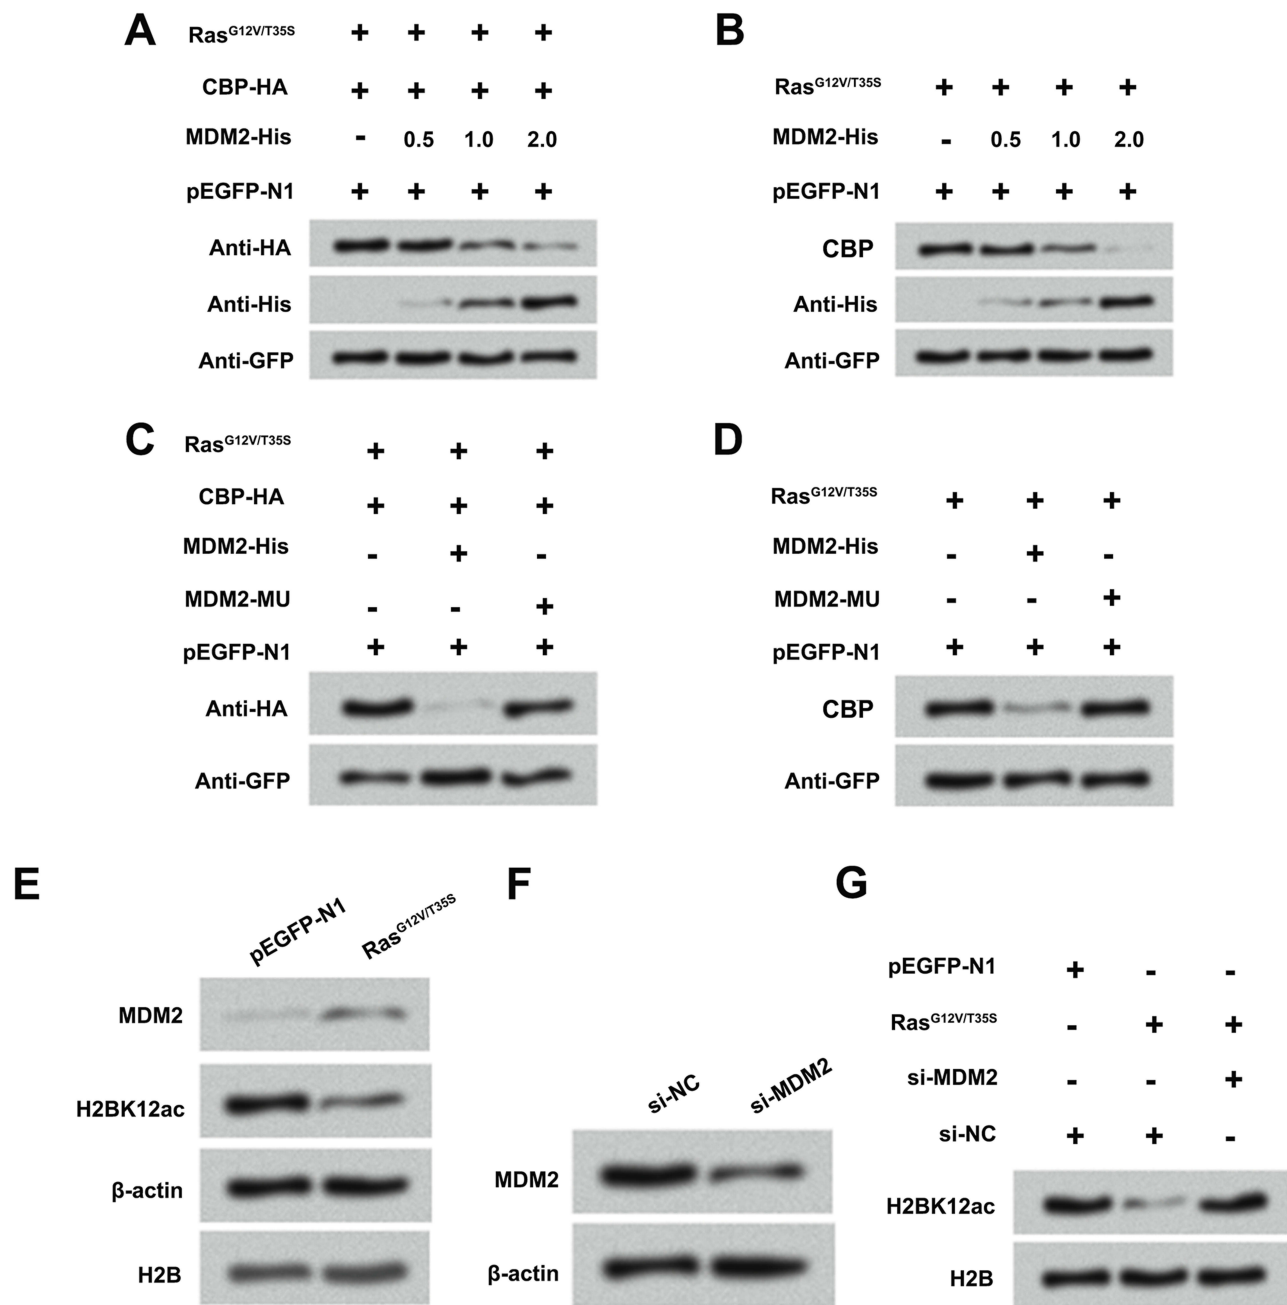 A
Ras^G12V/T35S + + + +
CBP-HA + + + +
MDM2-His - 0.5 1.0 2.0
pEGFP-N1 + + + +
Anti-HA
Anti-His
Anti-GFP
B
Ras^G12V/T35S + + + +
MDM2-His - 0.5 1.0 2.0
pEGFP-N1 + + + +
CBP
Anti-His
Anti-GFP
C
Ras^G12V/T35S + + +
CBP-HA + + +
MDM2-His - + -
MDM2-MU - - +
pEGFP-N1 + + +
Anti-HA
Anti-GFP
D
Ras^G12V/T35S + + +
MDM2-His - + -
MDM2-MU - - +
pEGFP-N1 + + +
CBP
Anti-GFP
E
pEGFP-N1 Ras^G12V/T35S
MDM2
H2BK12ac
β-actin
H2B
F
si-NC si-MDM2
MDM2
β-actin
G
pEGFP-N1 + - -
Ras^G12V/T35S - + +
si-MDM2 - - +
si-NC + + -
H2BK12ac
H2B